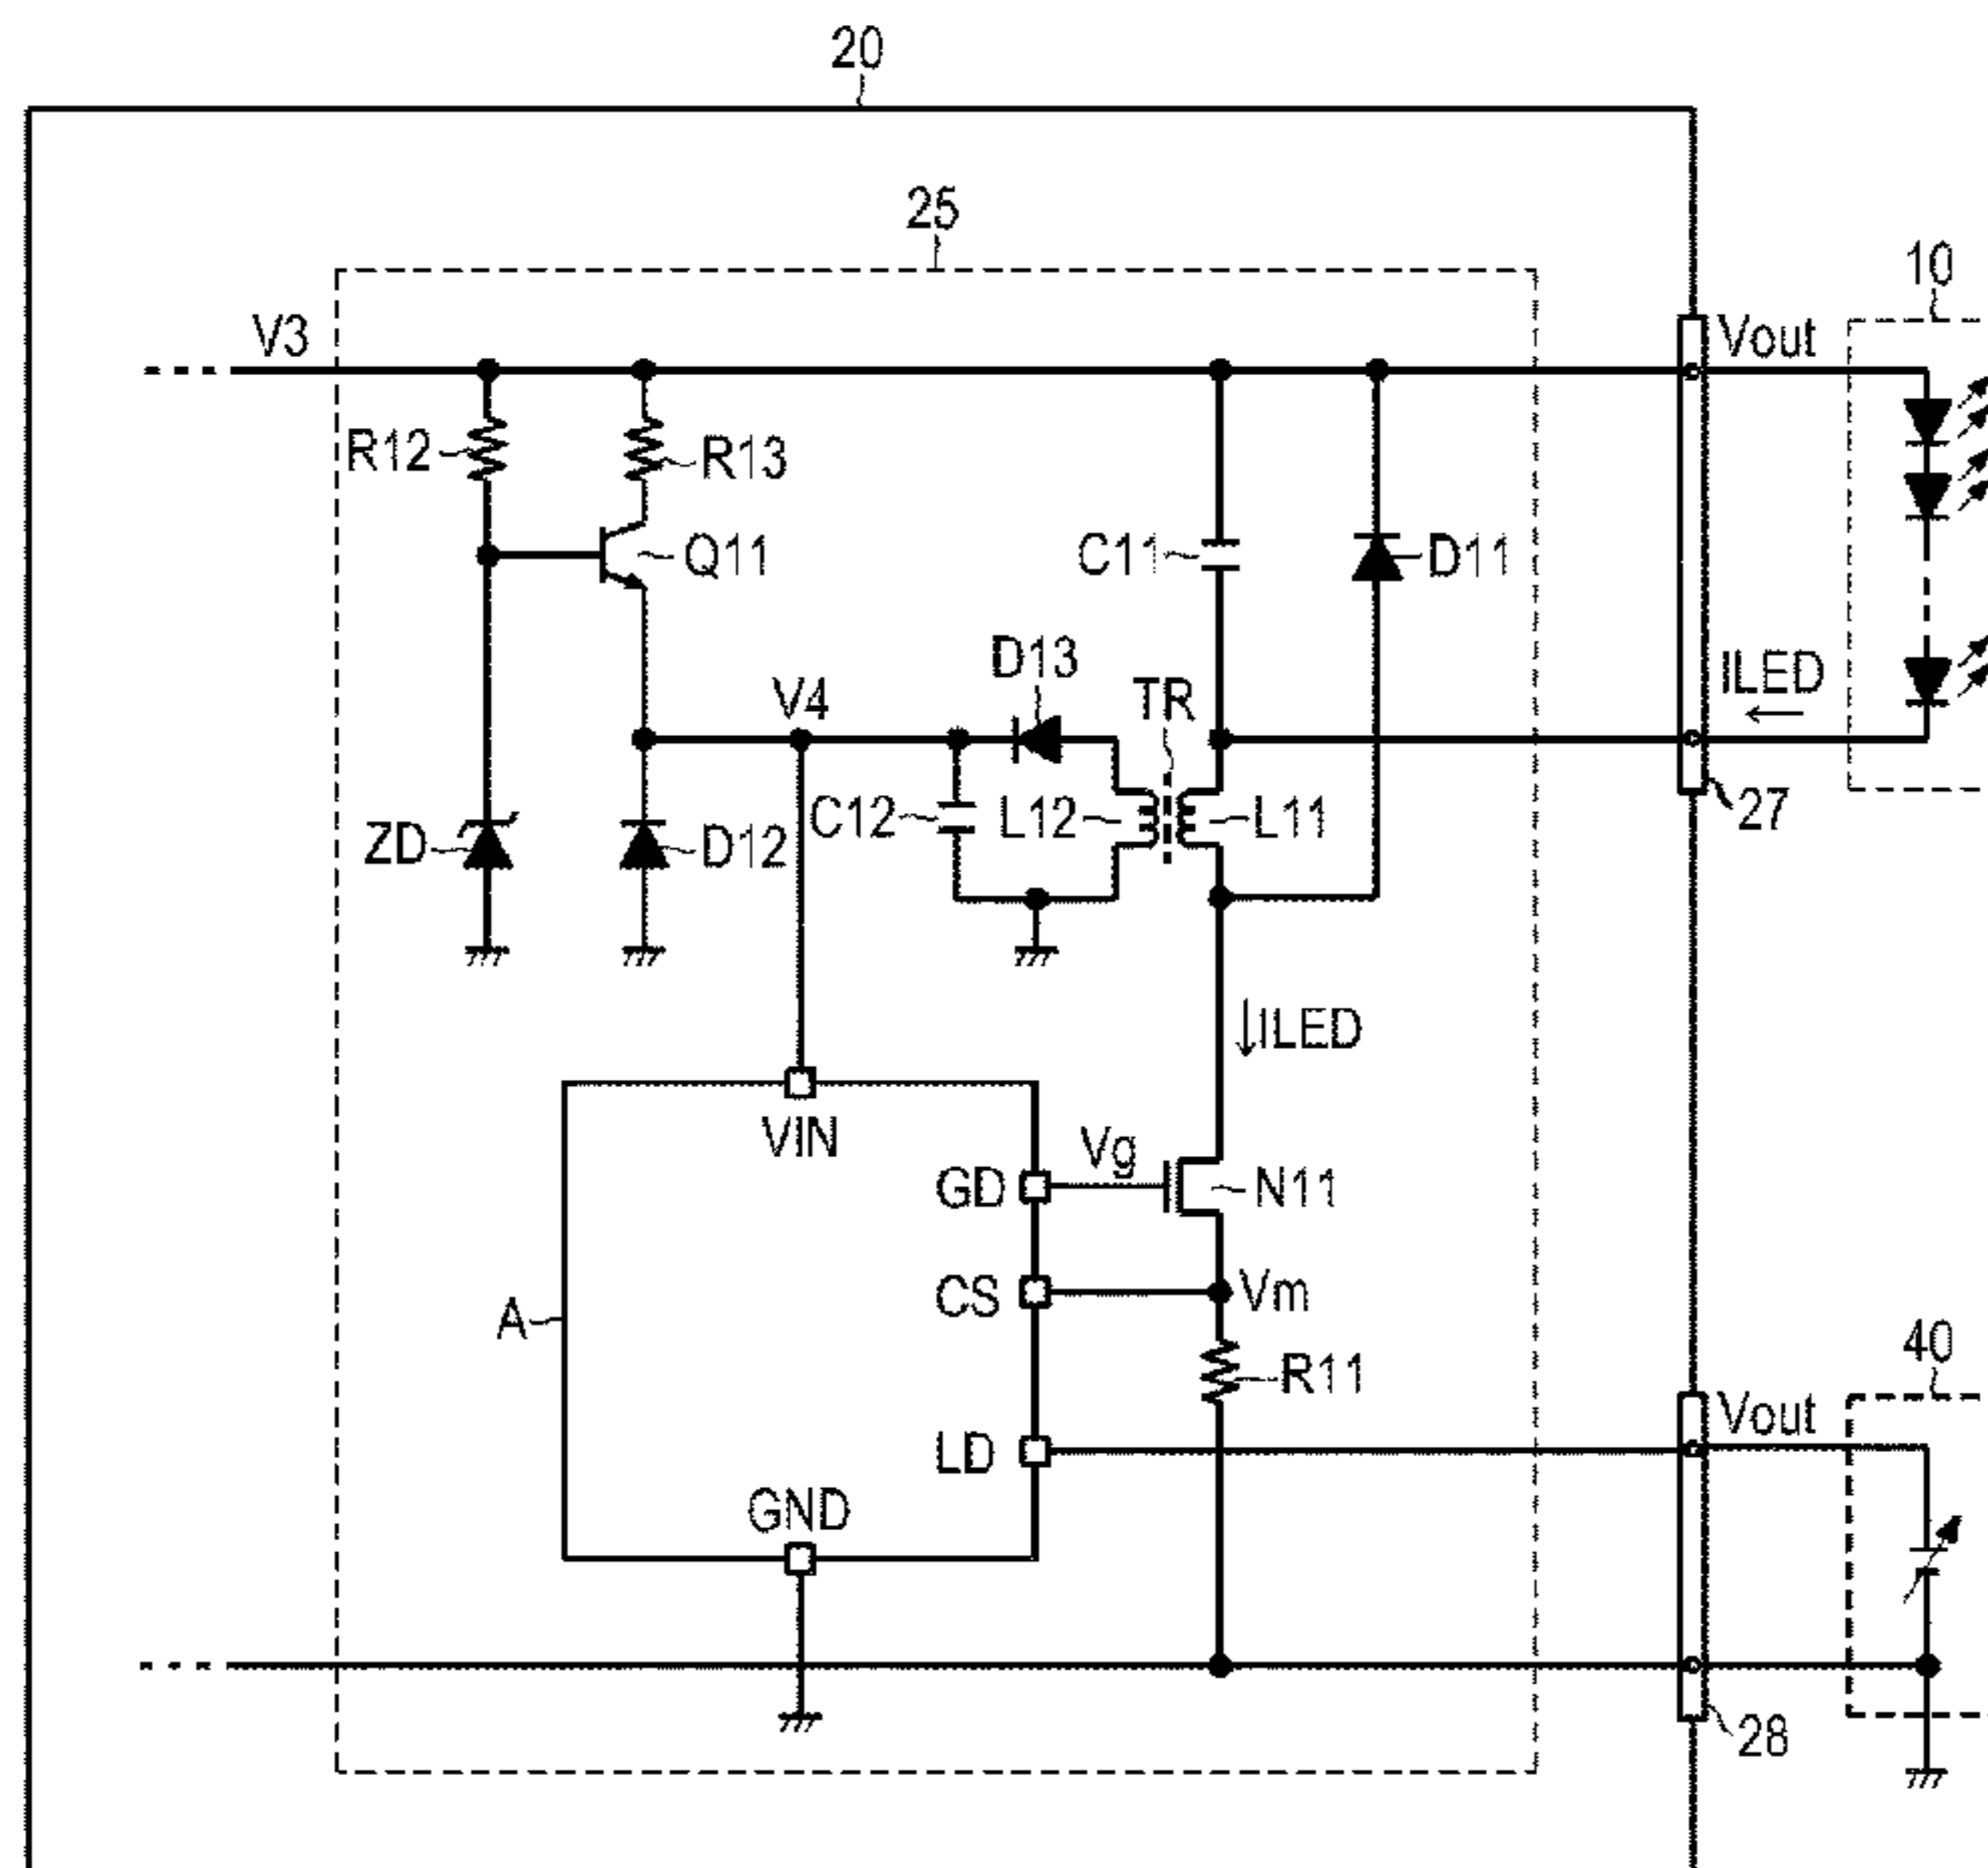 20
25
10
V3
Vout
R12
R13
Q11
C11
D11
D13
TR
V4
ILED
C12
L12
L11
27
ZD
D12
ILED
VIN
Vg
GD
N11
CS
Vm
A
R11
40
LD
Vout
GND
28